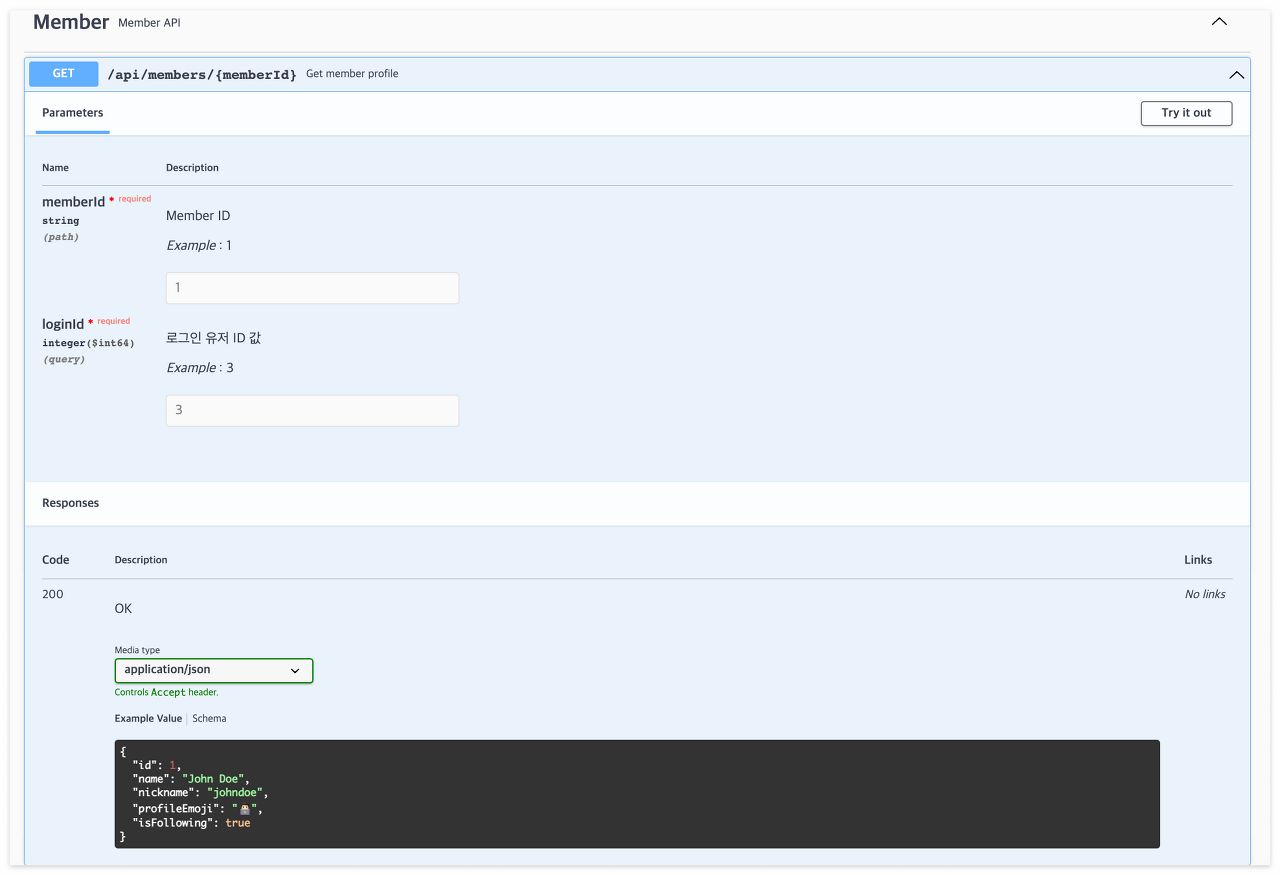 Member Member API
GET /api/members/{memberId} Get member profile
Parameters Try it out
Name Description
memberId * required
string
(path)
Member ID
Example : 1
1
loginId * required
integer($int64)
(query)
로그인 유저 ID 값
Example : 3
3
Responses
Code Description Links
200 No links
OK
Media type
application/json
Controls Accept header.
Example Value Schema
{
"id": 1,
"name": "John Doe",
"nickname": "johndoe",
"profileEmoji": "",
"isFollowing": true
}